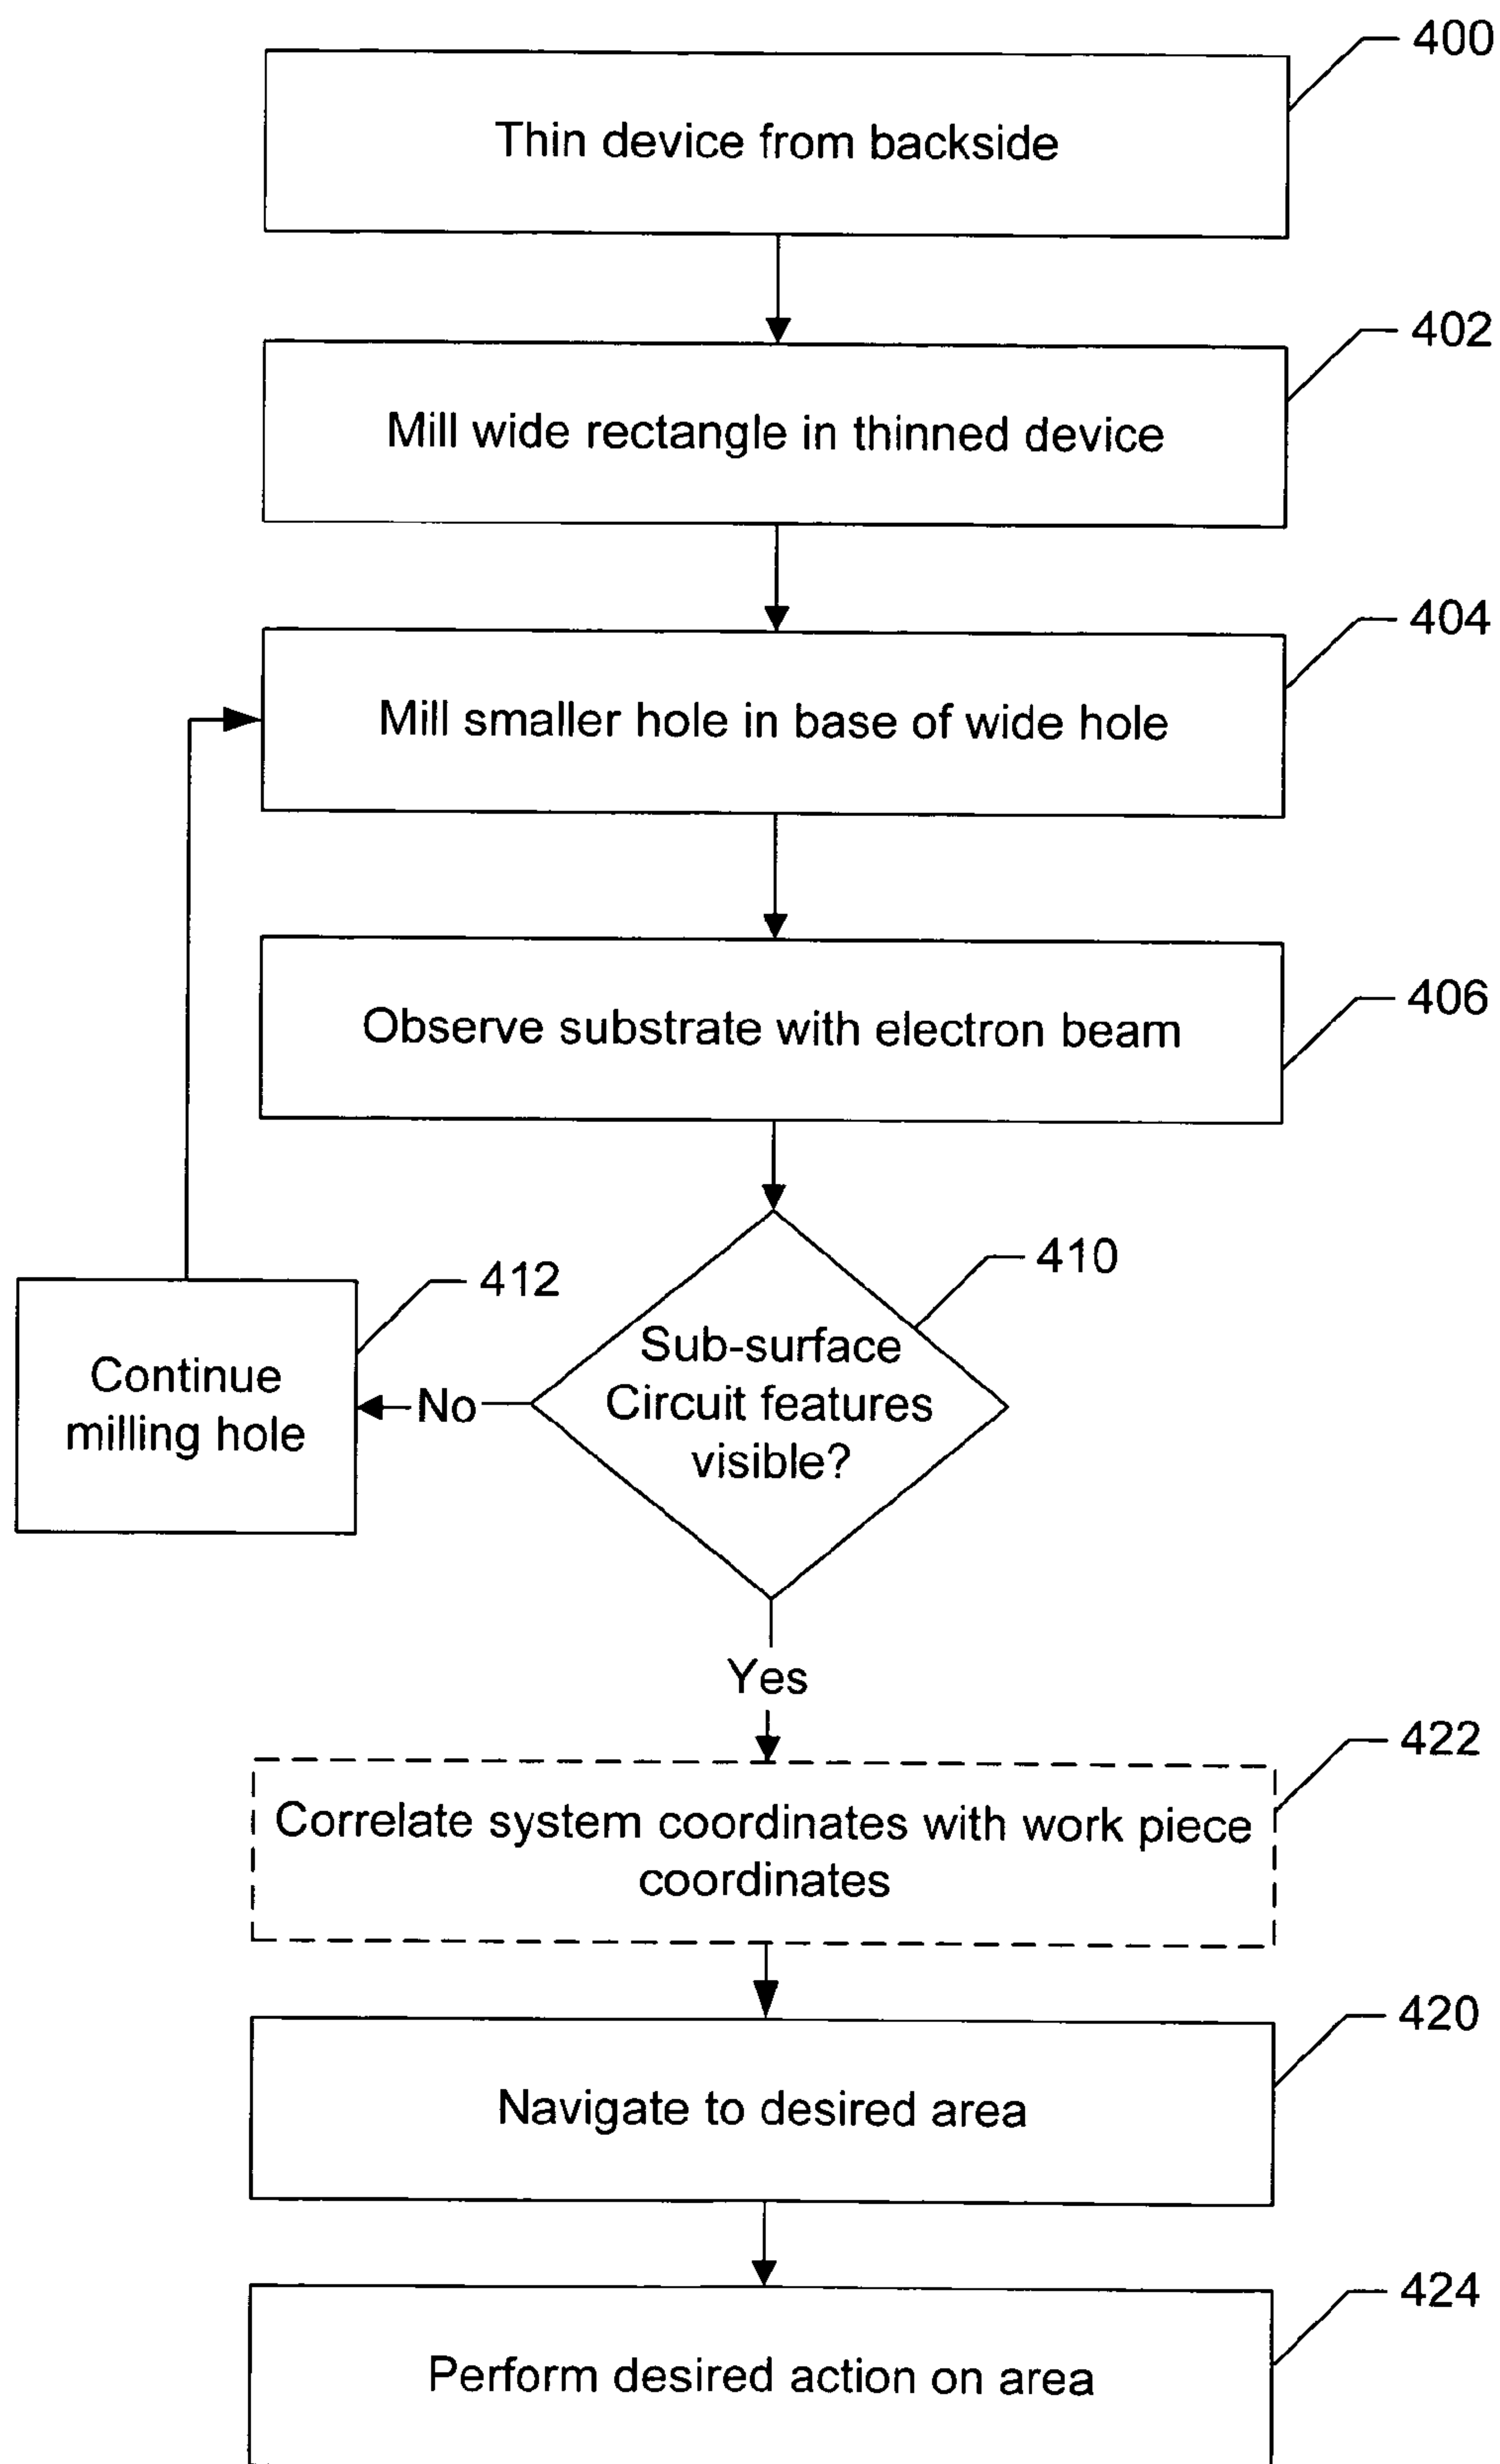 400
Thin device from backside
402
Mill wide rectangle in thinned device
404
Mill smaller hole in base of wide hole
406
Observe substrate with electron beam
410
Sub-surface
Circuit features
visible?
412
Continue
milling hole
No
Yes
422
Correlate system coordinates with work piece
coordinates
420
Navigate to desired area
424
Perform desired action on area